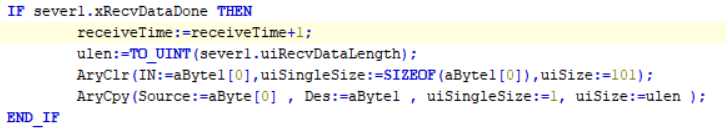 IF sever1.xRecvDataDone THEN
receiveTime:=receiveTime+1;
ulen:=TO_UINT(sever1.uiRecvDataLength);
AryClr(IN:=aByte1[0],uiSingleSize:=SIZEOF(aByte1[0]),uiSize:=101);
AryCpy(Source:=aByte[0] , Des:=aByte1 , uiSingleSize:=1, uiSize:=ulen );
END_IF